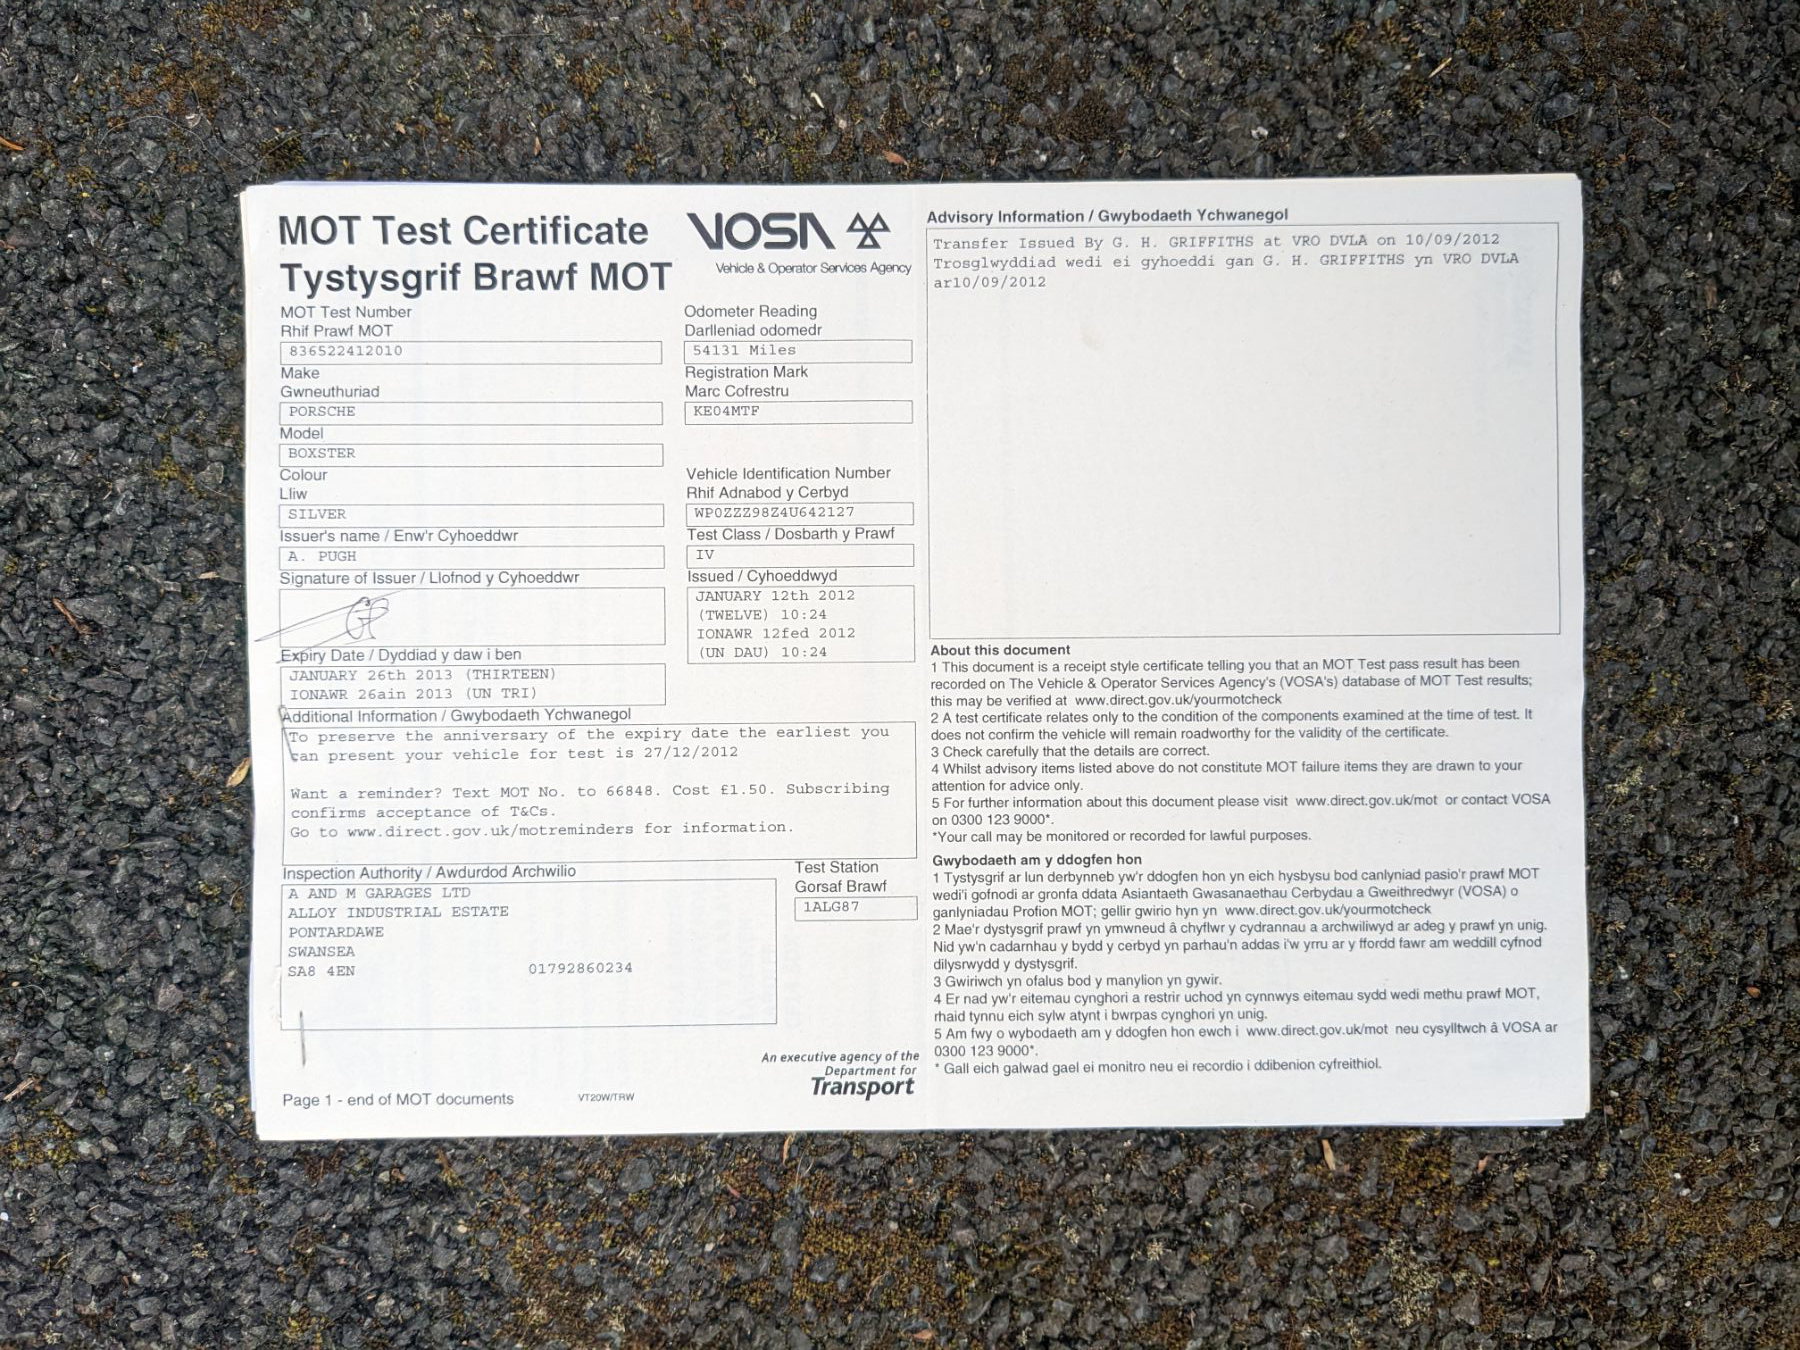 MOT Test Certificate
Tystysgrif Brawf MOT
VOSA
Vehicle & Operator Services Agency
MOT Test Number
Rhif Prawf MOT
836522412010
Odometer Reading
Darlleniad odomedr
54131 Miles
Make
Gwneuthuriad
PORSCHE
Registration Mark
Marc Cofrestru
KE04MTF
Model
BOXSTER
Colour
Lliw
SILVER
Vehicle Identification Number
Rhif Adnabod y Cerbyd
WP0ZZZ98Z4U642127
Issuer's name / Enw'r Cyhoeddwr
A. PUGH
Test Class / Dosbarth y Prawf
IV
Signature of Issuer / Llofnod y Cyhoeddwr
Issued / Cyhoeddwyd
JANUARY 12th 2012
(TWELVE) 10:24
IONAWR 12fed 2012
(UN DAU) 10:24
Expiry Date / Dyddiad y daw i ben
JANUARY 26th 2013 (THIRTEEN)
IONAWR 26ain 2013 (UN TRI)
Additional Information / Gwybodaeth Ychwanegol
To preserve the anniversary of the expiry date the earliest you
can present your vehicle for test is 27/12/2012
Want a reminder? Text MOT No. to 66848. Cost £1.50. Subscribing
confirms acceptance of T&Cs.
Go to www.direct.gov.uk/motreminders for information.
Inspection Authority / Awdurdod Archwilio
A AND M GARAGES LTD
ALLOY INDUSTRIAL ESTATE
PONTARDAWE
SWANSEA
SA8 4EN 01792860234
Test Station
Gorsaf Brawf
1ALG87
An executive agency of the
Department for
Transport
Page 1 - end of MOT documents VT20W/TRW
Advisory Information / Gwybodaeth Ychwanegol
Transfer Issued By G. H. GRIFFITHS at VRO DVLA on 10/09/2012
Trosglwyddiad wedi ei gyhoeddi gan G. H. GRIFFITHS yn VRO DVLA
ar10/09/2012
About this document
1 This document is a receipt style certificate telling you that an MOT Test pass result has been
recorded on The Vehicle & Operator Services Agency's (VOSA's) database of MOT Test results;
this may be verified at www.direct.gov.uk/yourmotcheck
2 A test certificate relates only to the condition of the components examined at the time of test. It
does not confirm the vehicle will remain roadworthy for the validity of the certificate.
3 Check carefully that the details are correct.
4 Whilst advisory items listed above do not constitute MOT failure items they are drawn to your
attention for advice only.
5 For further information about this document please visit www.direct.gov.uk/mot or contact VOSA
on 0300 123 9000*.
*Your call may be monitored or recorded for lawful purposes.
Gwybodaeth am y ddogfen hon
1 Tystysgrif ar lun derbynneb yw'r ddogfen hon yn eich hysbysu bod canlyniad pasio'r prawf MOT
wedi'i gofnodi ar gronfa ddata Asiantaeth Gwasanaethau Cerbydau a Gweithredwyr (VOSA) o
ganlyniadau Profion MOT; gellir gwirio hyn yn www.direct.gov.uk/yourmotcheck
2 Mae'r dystysgrif prawf yn ymwneud â chyflwr y cydrannau a archwiliwyd ar adeg y prawf yn unig.
Nid yw'n cadarnhau y bydd y cerbyd yn parhau'n addas i'w yrru ar y ffordd fawr am weddill cyfnod
dilysrwydd y dystysgrif.
3 Gwiriwch yn ofalus bod y manylion yn gywir.
4 Er nad yw'r eitemau cynghori a restrir uchod yn cynnwys eitemau sydd wedi methu prawf MOT,
rhaid tynnu eich sylw atynt i bwrpas cynghori yn unig.
5 Am fwy o wybodaeth am y ddogfen hon ewch i www.direct.gov.uk/mot neu cysylltwch â VOSA ar
0300 123 9000*.
* Gall eich galwad gael ei monitro neu ei recordio i ddibenion cyfreithiol.